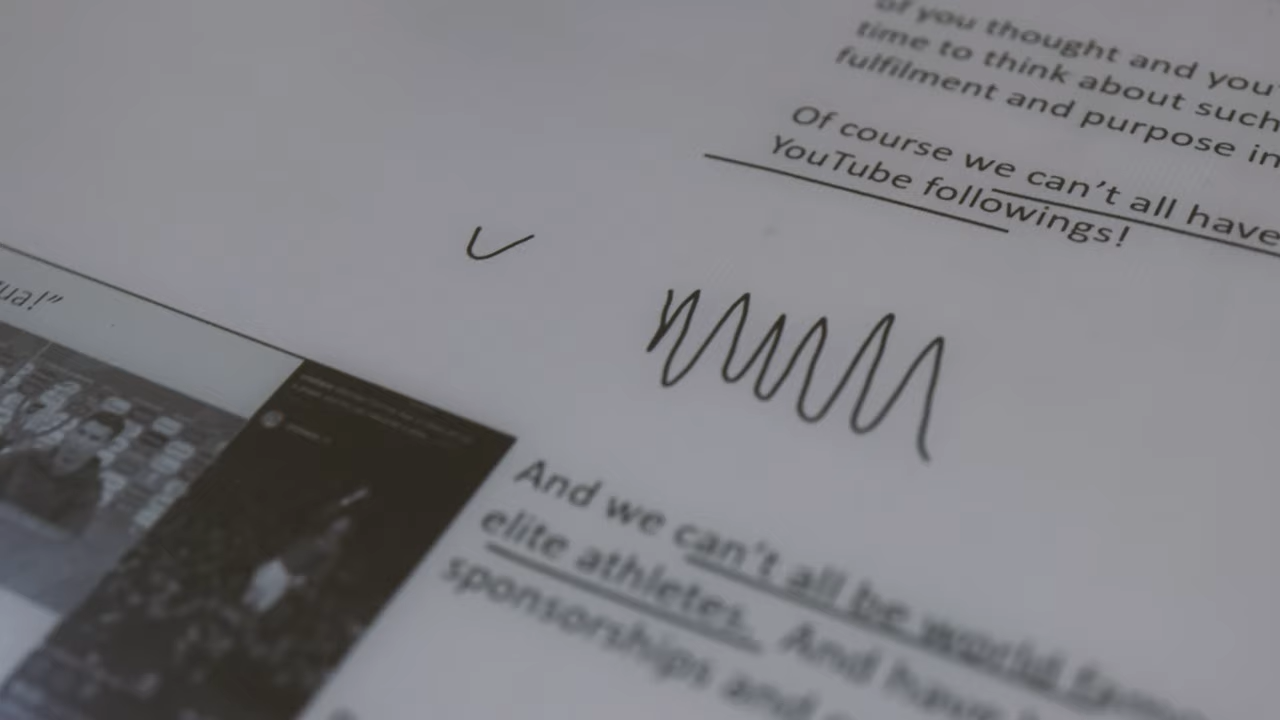 of you thought and you'
time to think about such
fulfilment and purpose in
Of course we can't all have
YouTube followings!
ua!”
And we can't all be world famous
elite athletes. And have
sponsorships and